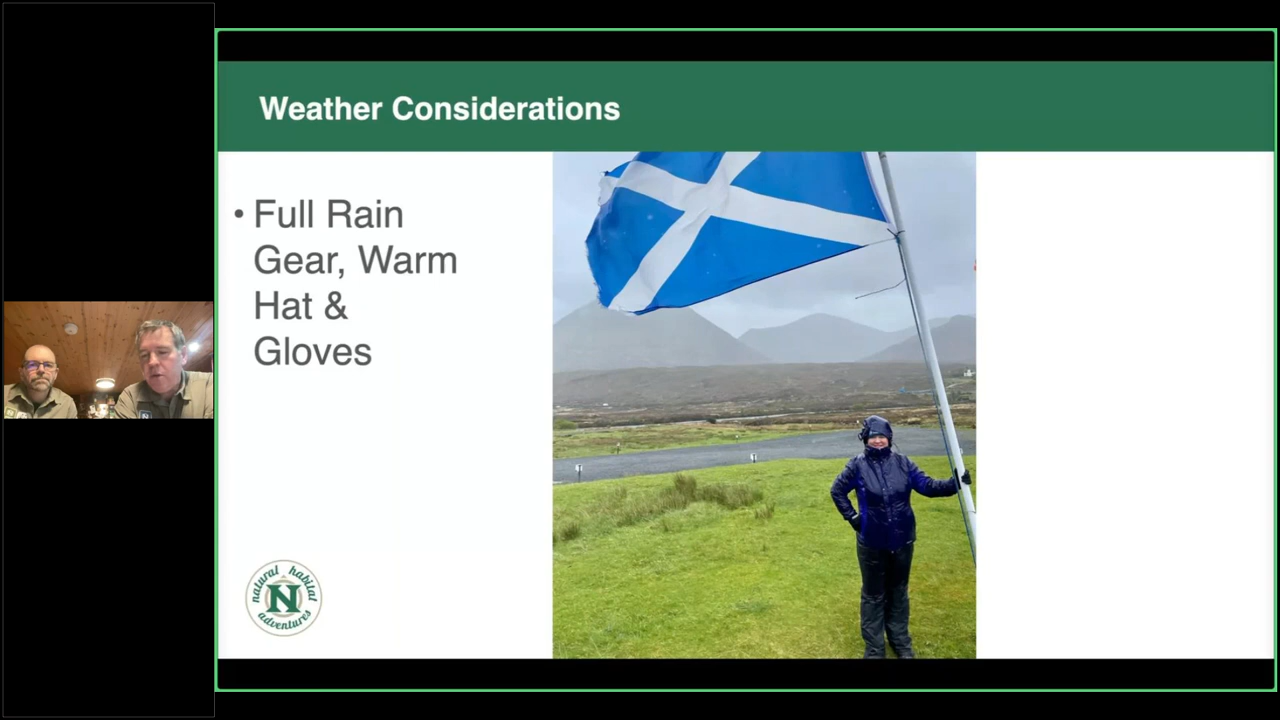 Weather Considerations
• Full Rain
Gear, Warm
Hat &
Gloves
natural habitat
N
adventures